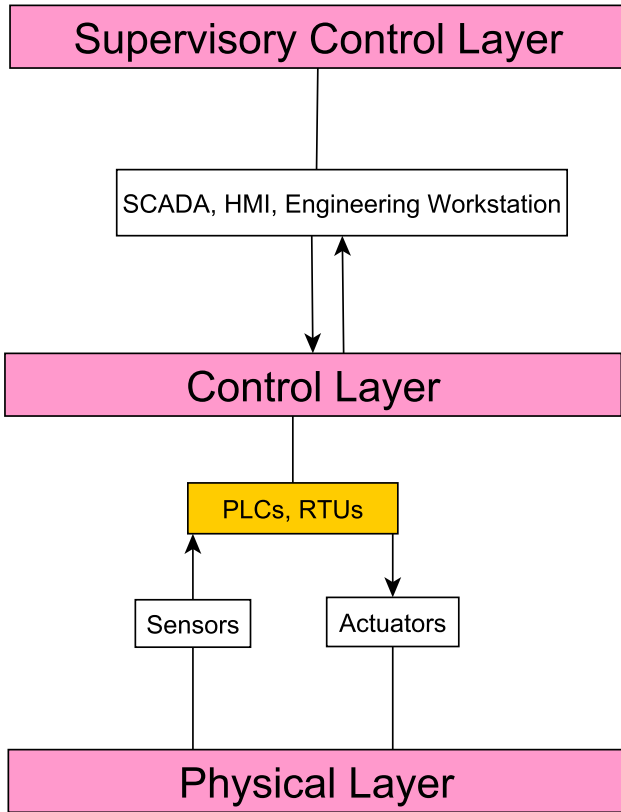 Supervisory Control Layer
SCADA, HMI, Engineering Workstation
Control Layer
PLCs, RTUs
Sensors
Actuators
Physical Layer